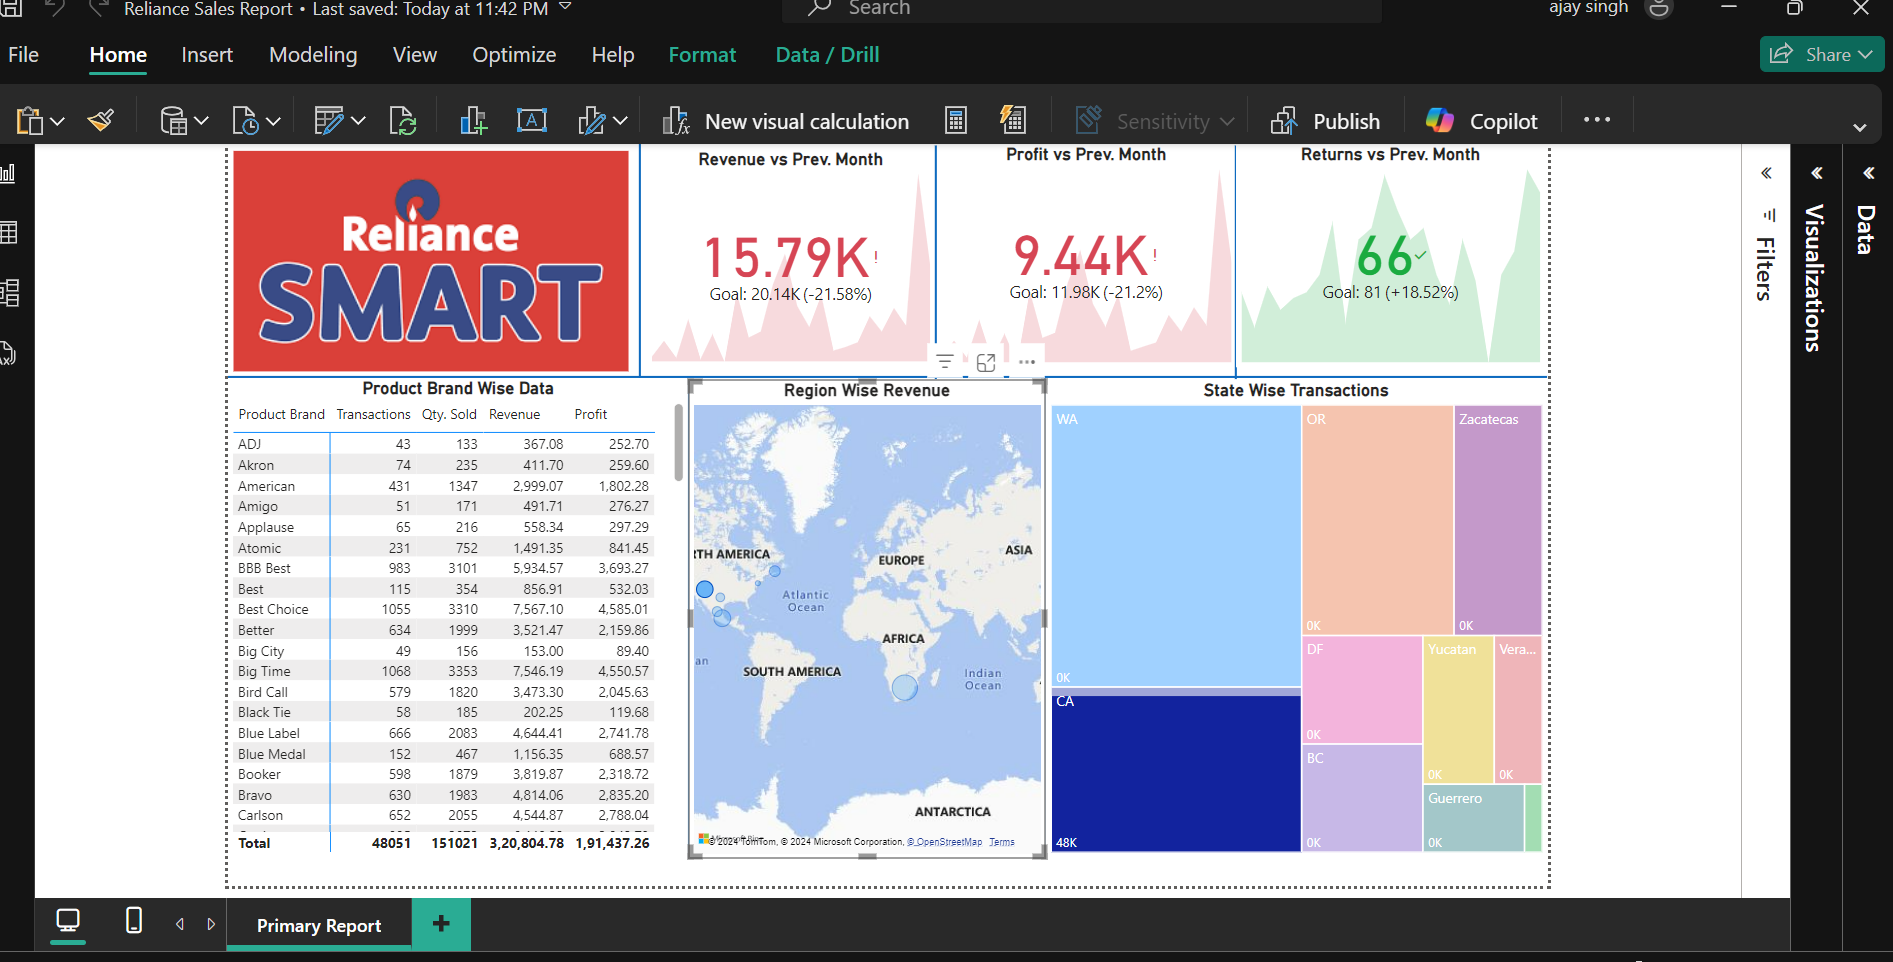 Reliance Sales Report • Last saved: Today at 11:42 PM
Search
ajay singh
File
Home
Insert
Modeling
View
Optimize
Help
Format
Data / Drill
Share
New visual calculation
Sensitivity
Publish
Copilot
Reliance
SMART
Revenue vs Prev. Month
15.79K!
Goal: 20.14K (-21.58%)
Profit vs Prev. Month
9.44K!
Goal: 11.98K (-21.2%)
Returns vs Prev. Month
66
Goal: 81 (+18.52%)
Filters
Visualizations
Data
Product Brand Wise Data
Product Brand Transactions Qty. Sold Revenue Profit
ADJ 43 133 367.08 252.70
Akron 74 235 411.70 259.60
American 431 1347 2,999.07 1,802.28
Amigo 51 171 491.71 276.27
Applause 65 216 558.34 297.29
Atomic 231 752 1,491.35 841.45
BBB Best 983 3101 5,934.57 3,693.27
Best 115 354 856.91 532.03
Best Choice 1055 3310 7,567.10 4,585.01
Better 634 1999 3,521.47 2,159.86
Big City 49 156 153.00 89.40
Big Time 1068 3353 7,546.19 4,550.57
Bird Call 579 1820 3,473.30 2,045.63
Black Tie 58 185 202.25 119.68
Blue Label 666 2083 4,644.41 2,741.78
Blue Medal 152 467 1,156.35 688.57
Booker 598 1879 3,819.87 2,318.72
Bravo 630 1983 4,814.06 2,835.20
Carlson 652 2055 4,544.87 2,788.04
Total 48051 151021 3,20,804.78 1,91,437.26
Region Wise Revenue
RTH AMERICA
EUROPE
ASIA
Atlantic
Ocean
AFRICA
an
SOUTH AMERICA
Indian
Ocean
ANTARCTICA
Microsoft Bing
© 2024 TomTom, © 2024 Microsoft Corporation, © OpenStreetMap Terms
State Wise Transactions
WA
0K
CA
48K
OR
0K
Zacatecas
0K
DF
0K
BC
0K
Yucatan
0K
Vera...
0K
Guerrero
0K
Primary Report